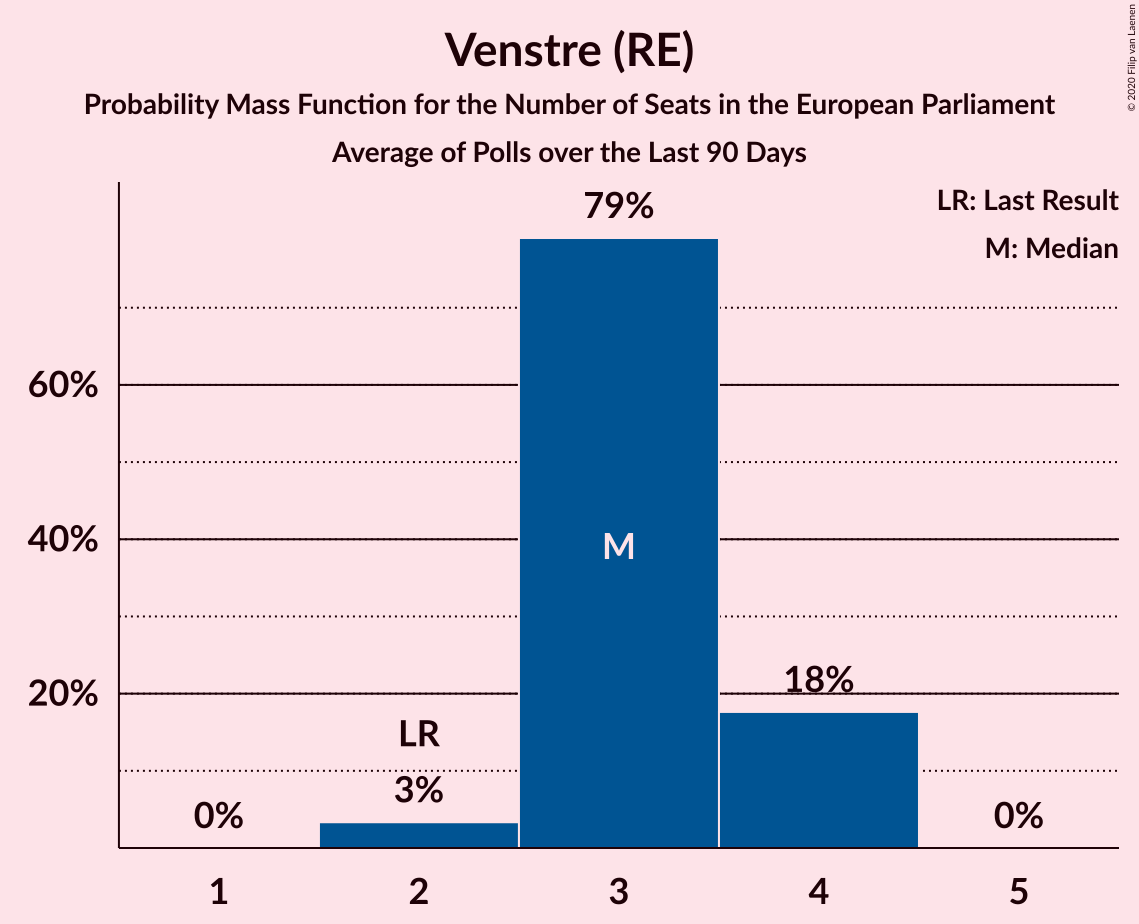 Venstre (RE)
Probability Mass Function for the Number of Seats in the European Parliament
Average of Polls over the Last 90 Days
© 2020 Filip van Laenen
LR: Last Result
M: Median
79%
60%
M
40%
18%
20%
LR
3%
0%
0%
1
2
3
4
5